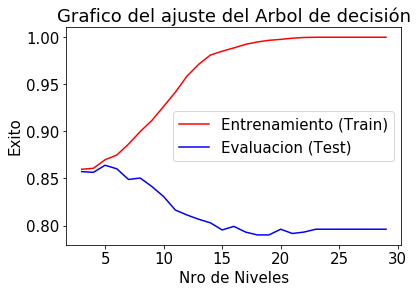 Grafico del ajuste del Arbol de decisión
1.00
0.95
0.90
0.85
0.80
Exito
Entrenamiento (Train)
Evaluacion (Test)
5 10 15 20 25 30
Nro de Niveles